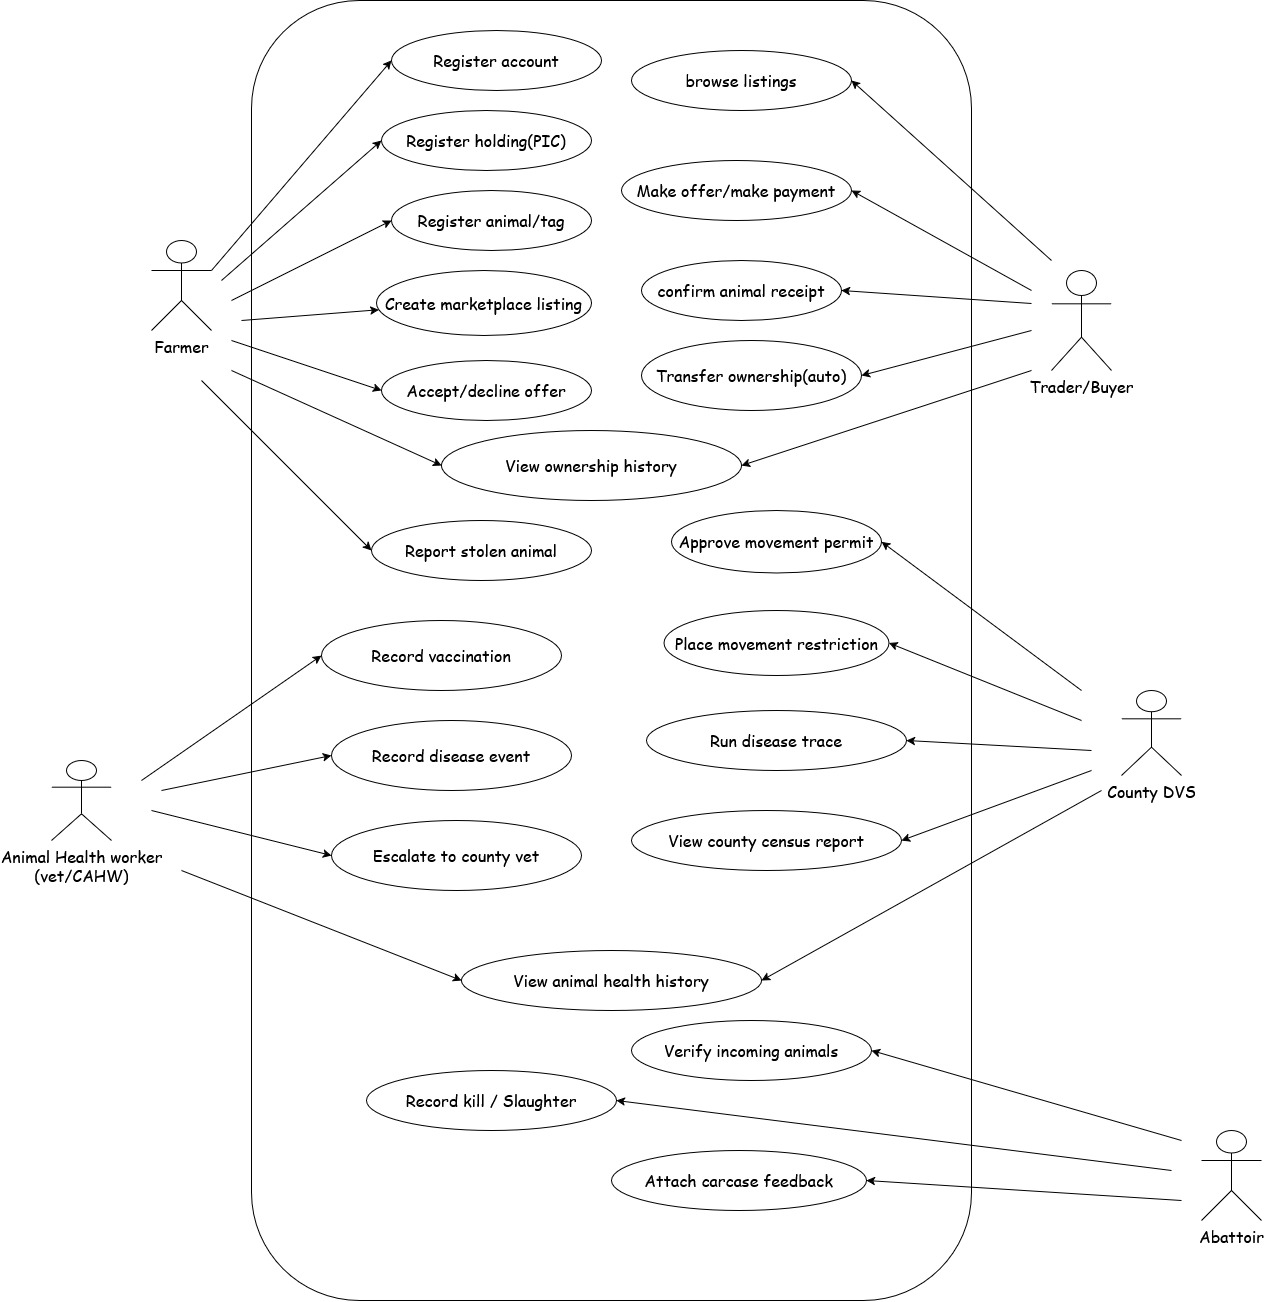 Register account
browse listings
Register holding(PIC)
Make offer/make payment
Register animal/tag
confirm animal receipt
Create marketplace listing
Farmer
Transfer ownership(auto)
Trader/Buyer
Accept/decline offer
View ownership history
Approve movement permit
Report stolen animal
Place movement restriction
Record vaccination
Run disease trace
Record disease event
County DVS
View county census report
Escalate to county vet
Animal Health worker
(vet/CAHW)
View animal health history
Verify incoming animals
Record kill / Slaughter
Attach carcase feedback
Abattoir